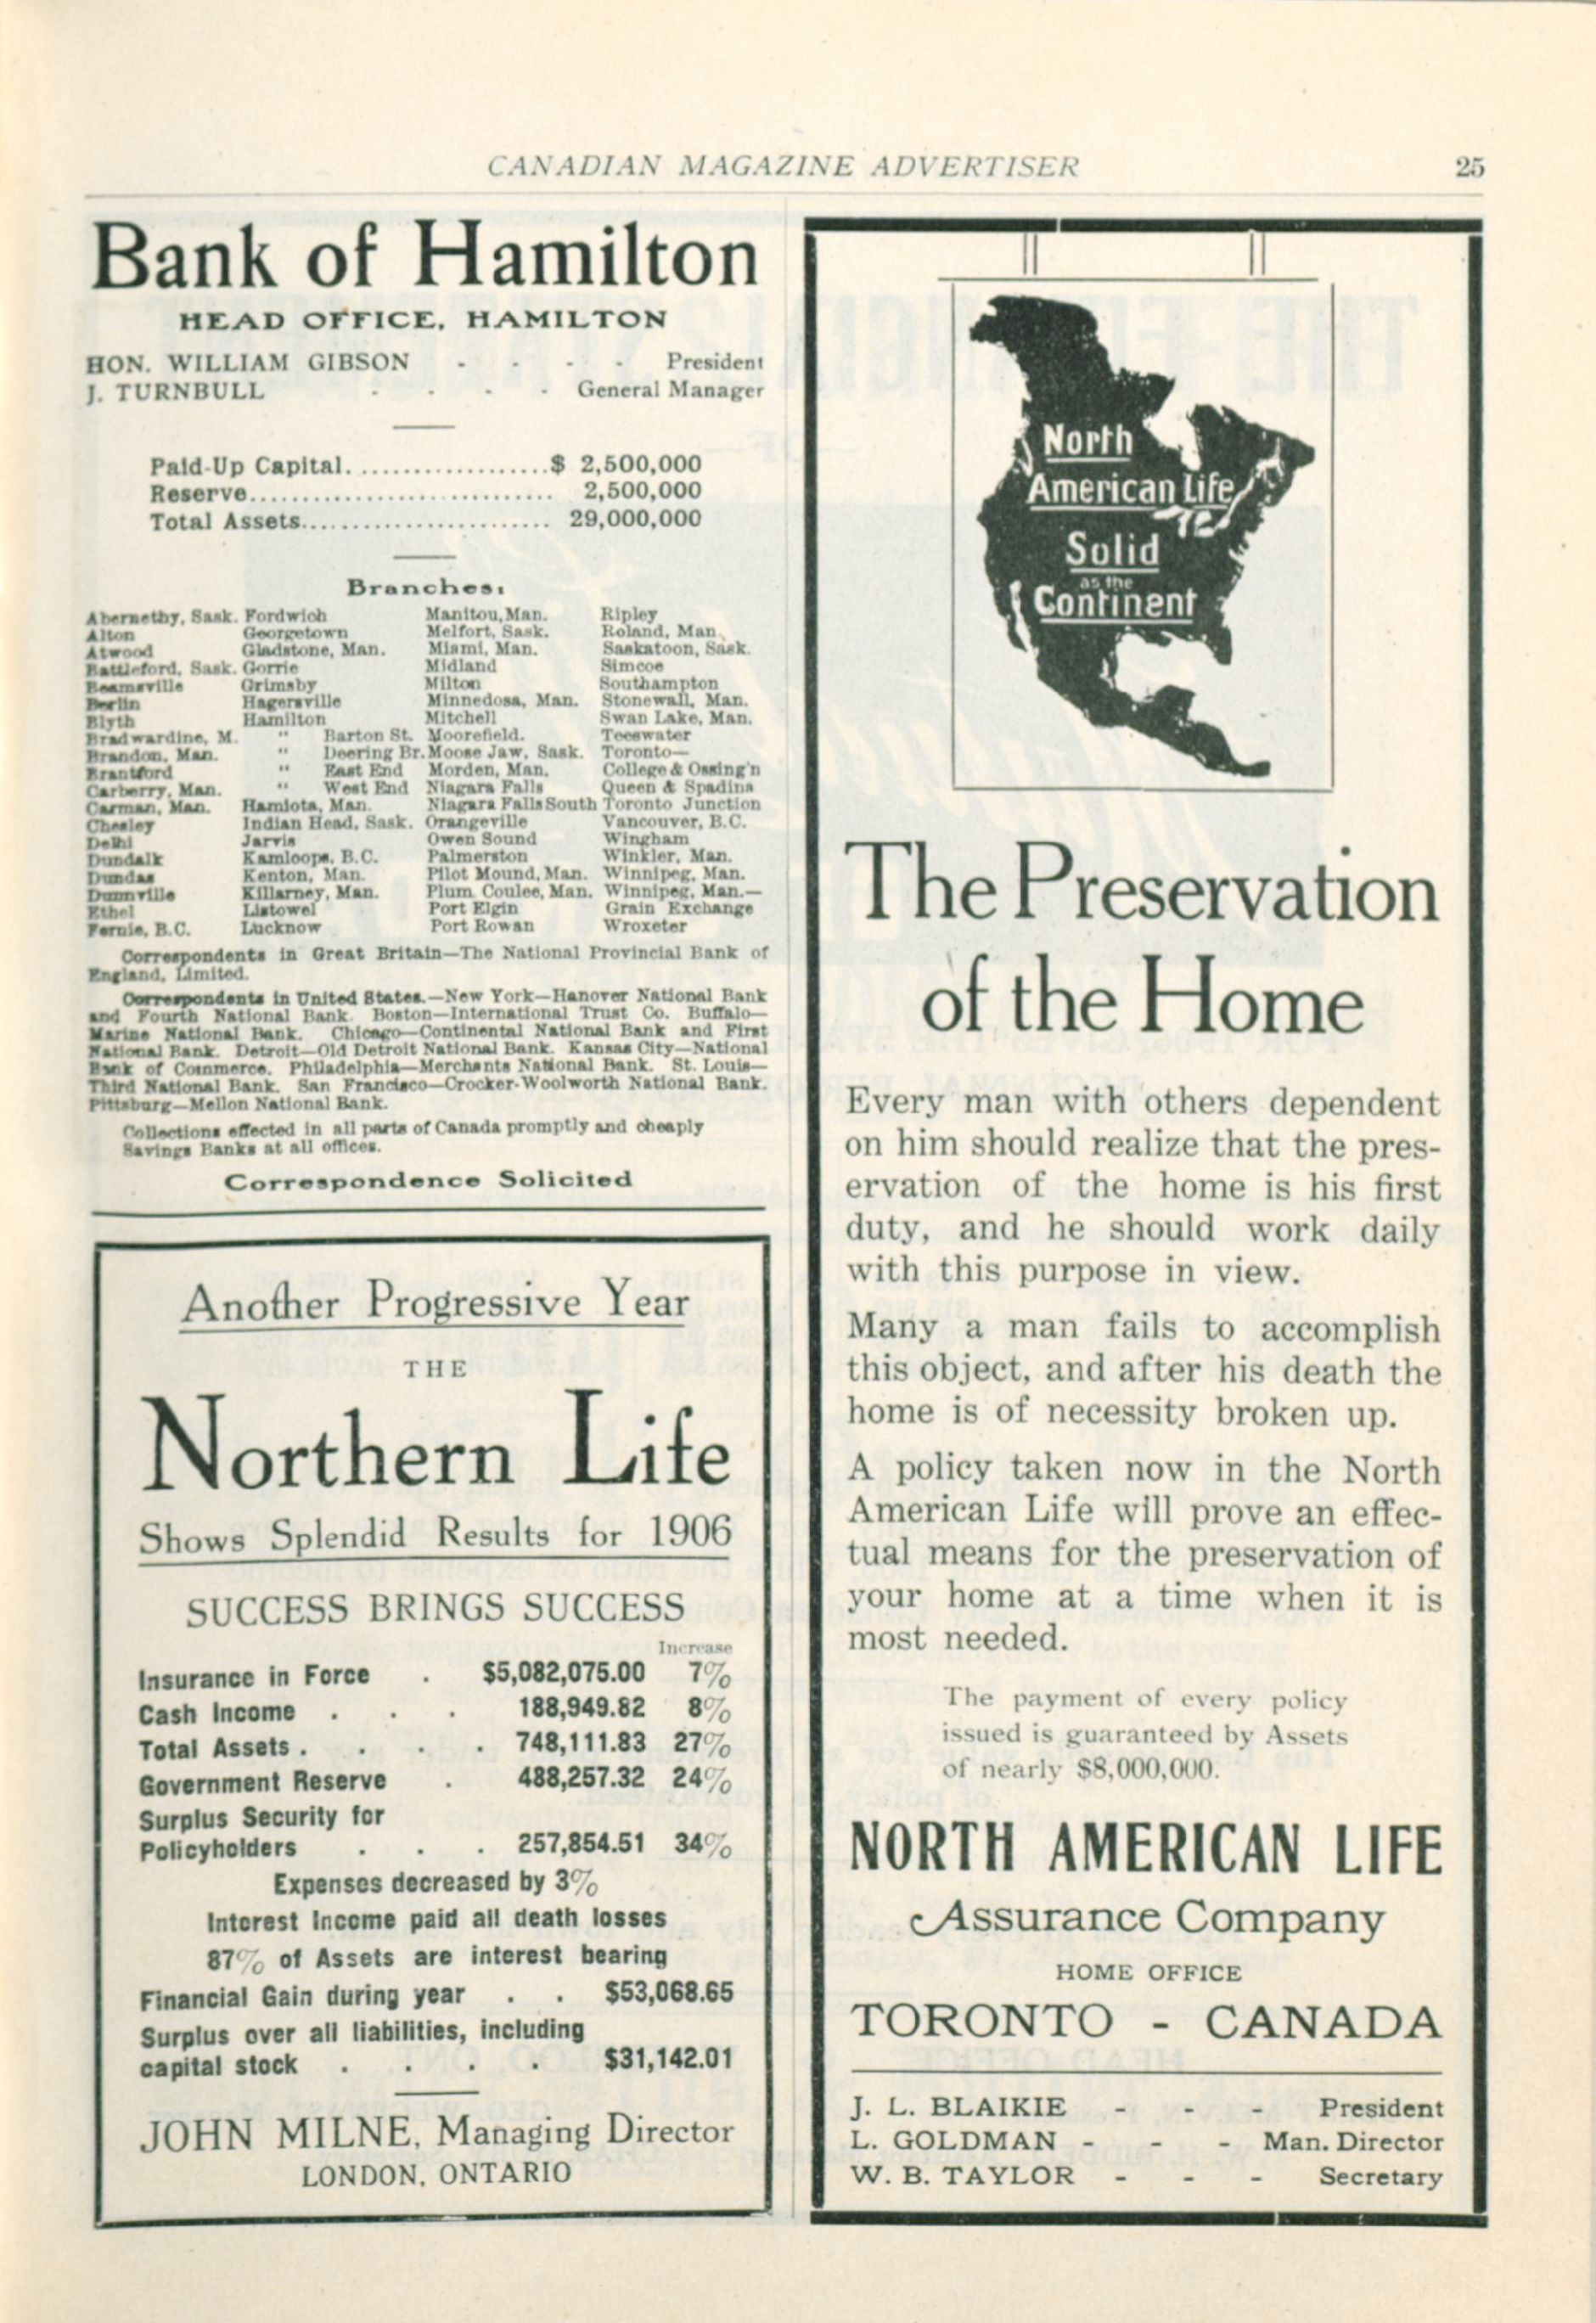 CANADIAN MAGAZINE ADVERTISER 25
Bank of Hamilton
HEAD OFFICE, HAMILTON
HON. WILLIAM GIBSON - - - - President
J. TURNBULL - - - - General Manager
Paid-Up Capital...................$ 2,500,000
Reserve............................. 2,500,000
Total Assets........................ 29,000,000
Branches:
Abernethy, Sask. Fordwich Manitou, Man. Ripley
Alton Georgetown Melfort, Sask. Roland, Man.
Atwood Gladstone, Man. Miami, Man. Saskatoon, Sask.
Battleford, Sask. Gorrie Midland Simcoe
Beamsville Grimsby Milton Southampton
Berlin Hagersville Minnedosa, Man. Stonewall, Man.
Blyth Hamilton Mitchell Swan Lake, Man.
Bradwardine, M. " Barton St. Moorefield. Teeswater
Brandon, Man. " Deering Br. Moose Jaw, Sask. Toronto—
Brantford " East End Morden, Man. College & Ossing'n
Carberry, Man. " West End Niagara Falls Queen & Spadina
Carman, Man. Hamiota, Man. Niagara Falls South Toronto Junction
Chesley Indian Head, Sask. Orangeville Vancouver, B.C.
Delhi Jarvis Owen Sound Wingham
Dundalk Kamloops, B.C. Palmerston Winkler, Man.
Dundas Kenton, Man. Pilot Mound, Man. Winnipeg, Man.
Dunnville Killarney, Man. Plum Coulee, Man. Winnipeg, Man.—
Ethel Listowel Port Elgin Grain Exchange
Fernie, B.C. Lucknow Port Rowan Wroxeter
Correspondents in Great Britain—The National Provincial Bank of
England, Limited.
Correspondents in United States.—New York—Hanover National Bank
and Fourth National Bank. Boston—International Trust Co. Buffalo—
Marine National Bank. Chicago—Continental National Bank and First
National Bank. Detroit—Old Detroit National Bank. Kansas City—National
Bank of Commerce. Philadelphia—Merchants National Bank. St. Louis—
Third National Bank. San Francisco—Crocker-Woolworth National Bank.
Pittsburg—Mellon National Bank.
Collections effected in all parts of Canada promptly and cheaply
Savings Banks at all offices.
Correspondence Solicited
Another Progressive Year
THE
Northern Life
Shows Splendid Results for 1906
SUCCESS BRINGS SUCCESS
Increase
Insurance in Force . $5,082,075.00 7%
Cash Income . . . 188,949.82 8%
Total Assets . . . . 748,111.83 27%
Government Reserve . 488,257.32 24%
Surplus Security for
Policyholders . . . 257,854.51 34%
Expenses decreased by 3%
Interest Income paid all death losses
87% of Assets are interest bearing
Financial Gain during year . . $53,068.65
Surplus over all liabilities, including
capital stock . . . . $31,142.01
JOHN MILNE, Managing Director
LONDON, ONTARIO
North
American Life
Solid
as the
Continent
The Preservation
of the Home
Every man with others dependent
on him should realize that the pres-
ervation of the home is his first
duty, and he should work daily
with this purpose in view.
Many a man fails to accomplish
this object, and after his death the
home is of necessity broken up.
A policy taken now in the North
American Life will prove an effec-
tual means for the preservation of
your home at a time when it is
most needed.
The payment of every policy
issued is guaranteed by Assets
of nearly $8,000,000.
NORTH AMERICAN LIFE
Assurance Company
HOME OFFICE
TORONTO - CANADA
J. L. BLAIKIE - - - President
L. GOLDMAN - - - Man. Director
W. B. TAYLOR - - - Secretary